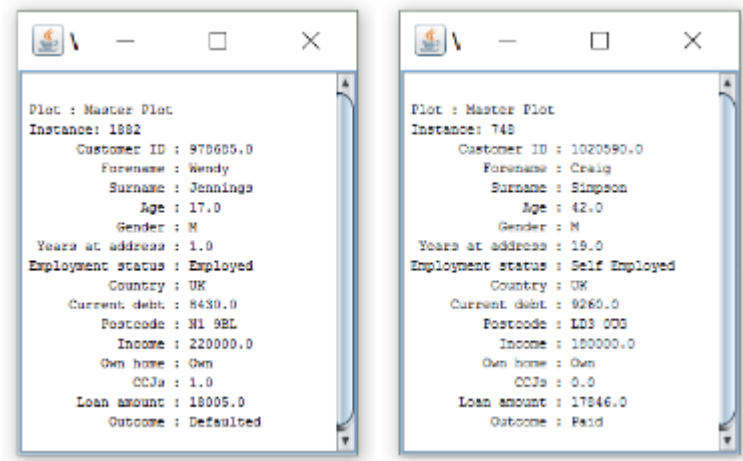 \
Plot : Master Plot
Instance: 1882
Customer ID :
Forename : Wendy
Surname : Jennings
Age : 17.0
Gender : M
Years at address : 1.0
Employment status : Employed
Country : UK
Current debt : 8430.0
Postcode : N1 9BL
Income : 220000.0
Own home : Own
CCJs : 1.0
Loan amount : 18005.0
Outcome : Defaulted
\
Plot : Master Plot
Instance: 748
Customer ID : 1020590.0
Forename : Craig
Surname : Simpson
Age : 42.0
Gender : M
Years at address : 19.0
Employment status : Self Employed
Country : UK
Current debt : 9260.0
Postcode : LD3
Income : 180000.0
Own home : Own
CCJs : 0.0
Loan amount : 17846.0
Outcome : Paid